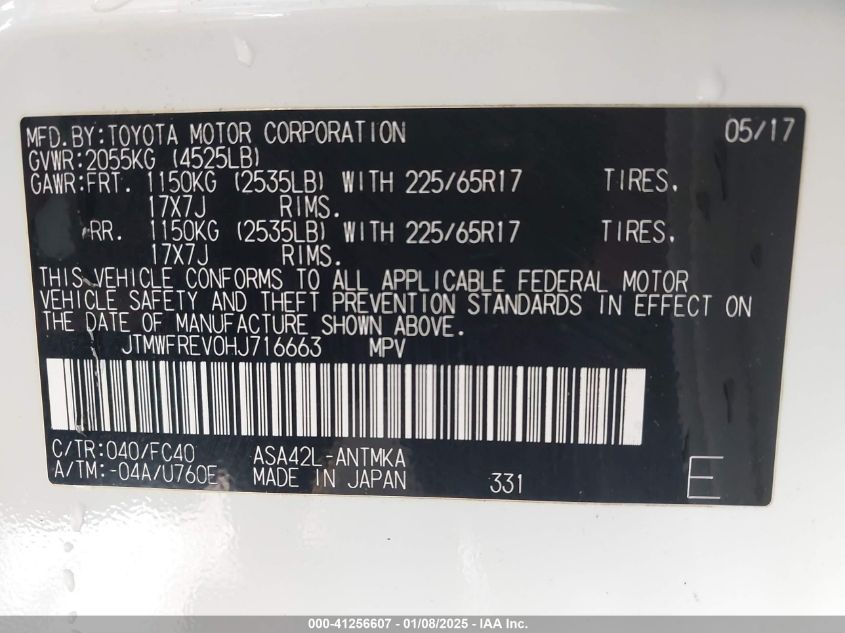 MFD.BY:TOYOTA MOTOR CORPORATION 05/17
GVWR:2055KG (4525LB)
GAWR:FRT. 1150KG (2535LB) WITH 225/65R17 TIRES,
17X7J RIMS.
RR. 1150KG (2535LB) WITH 225/65R17 TIRES,
17X7J RIMS.
THIS VEHICLE CONFORMS TO ALL APPLICABLE FEDERAL MOTOR
VEHICLE SAFETY AND THEFT PREVENTION STANDARDS IN EFFECT ON
THE DATE OF MANUFACTURE SHOWN ABOVE.
JTMWFREV0HJ716663 MPV
C/TR:040/FC40 ASA42L-ANTMKA
A/TM:-04A/U760E MADE IN JAPAN 331 E
000-41256607 - 01/08/2025 - IAA Inc.